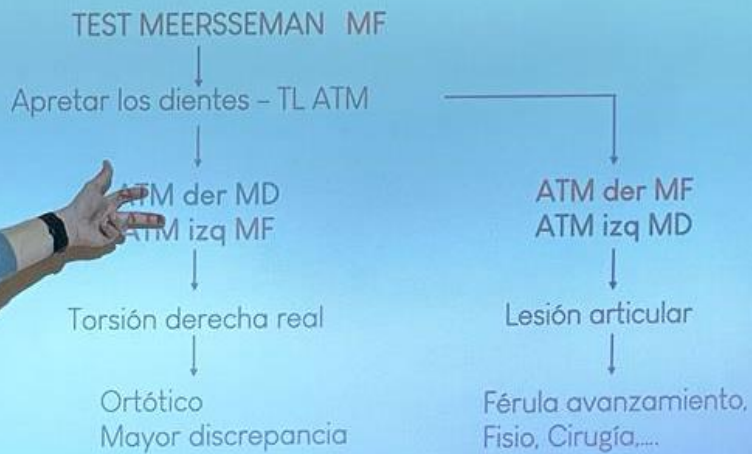 TEST MEERSSEMAN MF
Apretar los dientes – TL ATM
ATM der MD
ATM izq MF
Torsión derecha real
Ortótico
Mayor discrepancia
ATM der MF
ATM izq MD
Lesión articular
Férula avanzamiento,
Fisio, Cirugía,....